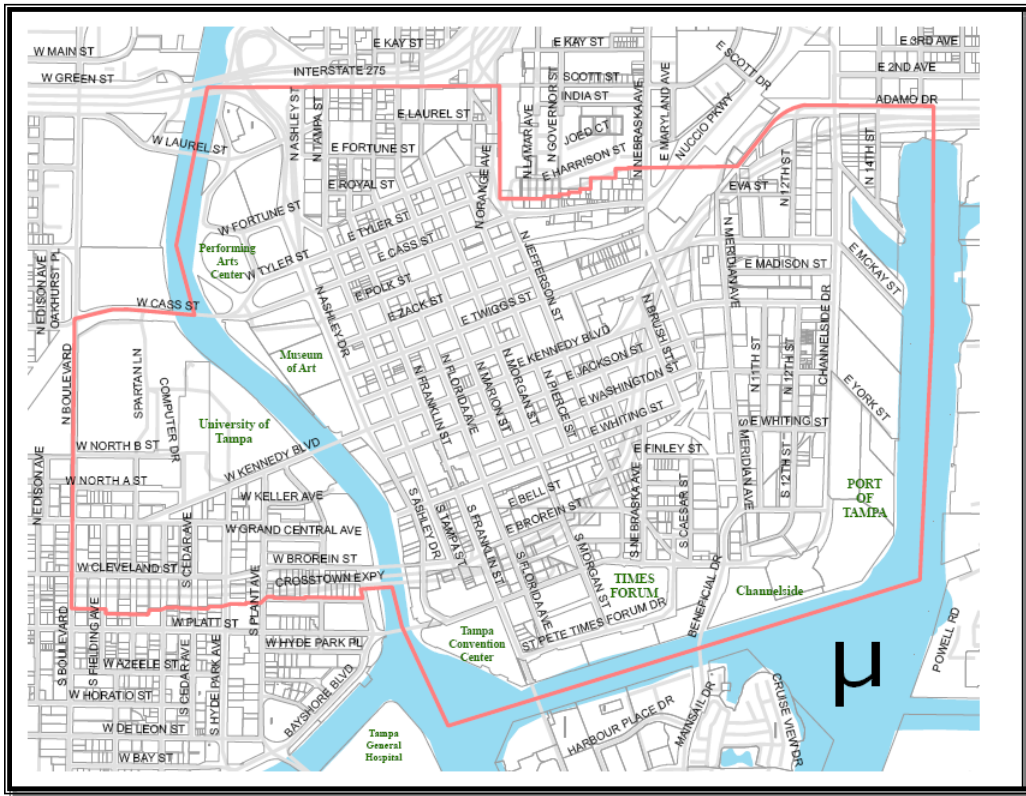 W MAIN ST
E KAY ST
E KAY ST
E SCOTT DR
E 3RD AVE
W GREEN ST
INTERSTATE 275
SCOTT ST
E 2ND AVE
INDIA ST
ADAMO DR
N ASHLEY ST
N TAMPA ST
E LAUREL ST
N LAMAR AVE
N GOVERNOR ST
JOED CT
N NEBRASKA AVE
E MARYLAND AVE
NUCCIO PKWY
W LAUREL ST
E FORTUNE ST
N ORANGE AVE
E HARRISON ST
N 12TH ST
N 14TH ST
E ROYAL ST
EVA ST
W FORTUNE ST
E TYLER ST
Performing
Arts
Center
W TYLER ST
E CASS ST
N JEFFERSON ST
N MERIDIAN AVE
E MADISON ST
E MCKAY ST
N EDISON AVE
OAKHURST PL
E POLK ST
W CASS ST
N ASHLEY DR
E ZACK ST
E TWIGGS ST
N BRUSH ST
CHANNELSIDE DR
N BOULEVARD
SPARTAN LN
Museum
of Art
E KENNEDY BLVD
E JACKSON ST
N 11TH ST
N 12TH ST
COMPUTER DR
N FRANKLIN ST
N FLORIDA AVE
N MARION ST
N MORGAN ST
N PIERCE ST
E WASHINGTON ST
E YORK ST
University of
Tampa
E WHITING ST
E WHITING ST
W NORTH B ST
W KENNEDY BLVD
E FINLEY ST
S MERIDIAN AVE
N EDISON AVE
W NORTH A ST
S 12TH ST
PORT
OF
TAMPA
W KELLER AVE
E BELL ST
S CAESAR ST
S ASHLEY DR
S TAMPA ST
S FRANKLIN ST
E BROREIN ST
S NEBRASKA AVE
W GRAND CENTRAL AVE
S CEDAR AVE
W BROREIN ST
S FLORIDA AVE
S MORGAN ST
W CLEVELAND ST
CROSSTOWN EXPY
TIMES
FORUM
BENEFICIAL DR
Channelside
S PLANT AVE
S BOULEVARD
S FIELDING AVE
W PLATT ST
ST PETE TIMES FORUM DR
POWELL RD
Tampa
Convention
Center
W HYDE PARK PL
W AZEELE ST
S CEDAR AVE
S HYDE PARK AVE
μ
W HORATIO ST
BAYSHORE BLVD
MAINSAIL DR
CRUISE VIEW DR
HARBOUR PLACE DR
W DE LEON ST
Tampa
General
Hospital
W BAY ST